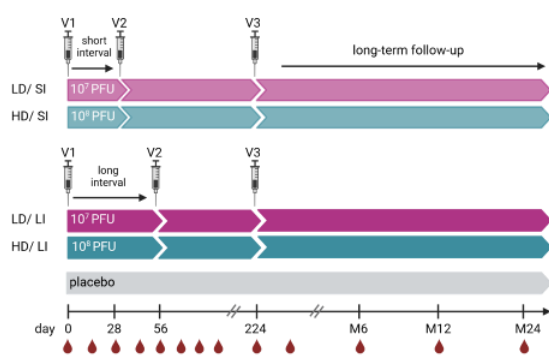 V1 V2 V3
short interval
long-term follow-up
LD/ SI 10⁷ PFU
HD/ SI 10⁸ PFU
V1 V2 V3
long interval
LD/ LI 10⁷ PFU
HD/ LI 10⁸ PFU
placebo
day 0 28 56 224 M6 M12 M24